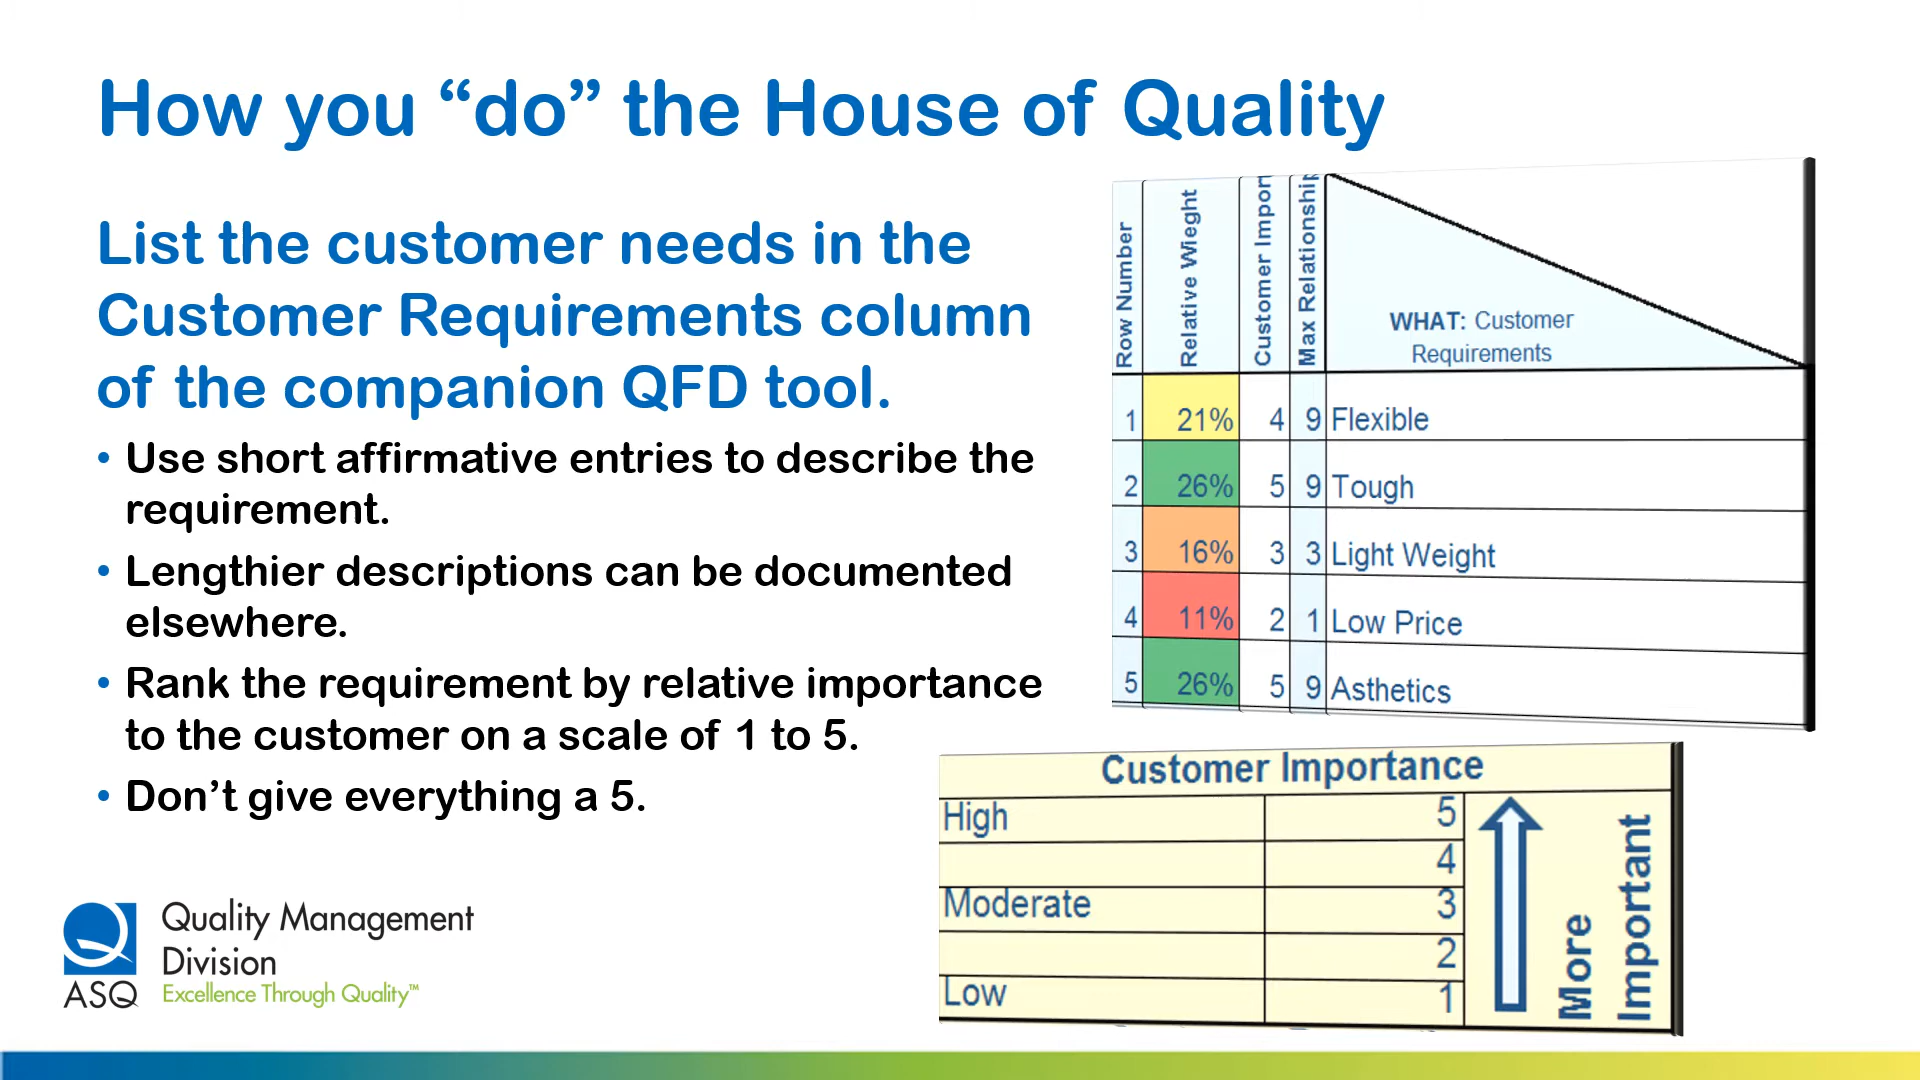 How you “do” the House of Quality
List the customer needs in the
Customer Requirements column
of the companion QFD tool.
• Use short affirmative entries to describe the
requirement.
• Lengthier descriptions can be documented
elsewhere.
• Rank the requirement by relative importance
to the customer on a scale of 1 to 5.
• Don’t give everything a 5.
Row Number
Relative Wieght
Customer Impor
Max Relationship
WHAT: Customer
Requirements
1 21% 4 9 Flexible
2 26% 5 9 Tough
3 16% 3 3 Light Weight
4 11% 2 1 Low Price
5 26% 5 9 Asthetics
Customer Importance
High 5
4
Moderate 3
2
Low 1
More
Important
Quality Management
Division
Excellence Through Quality™
ASQ